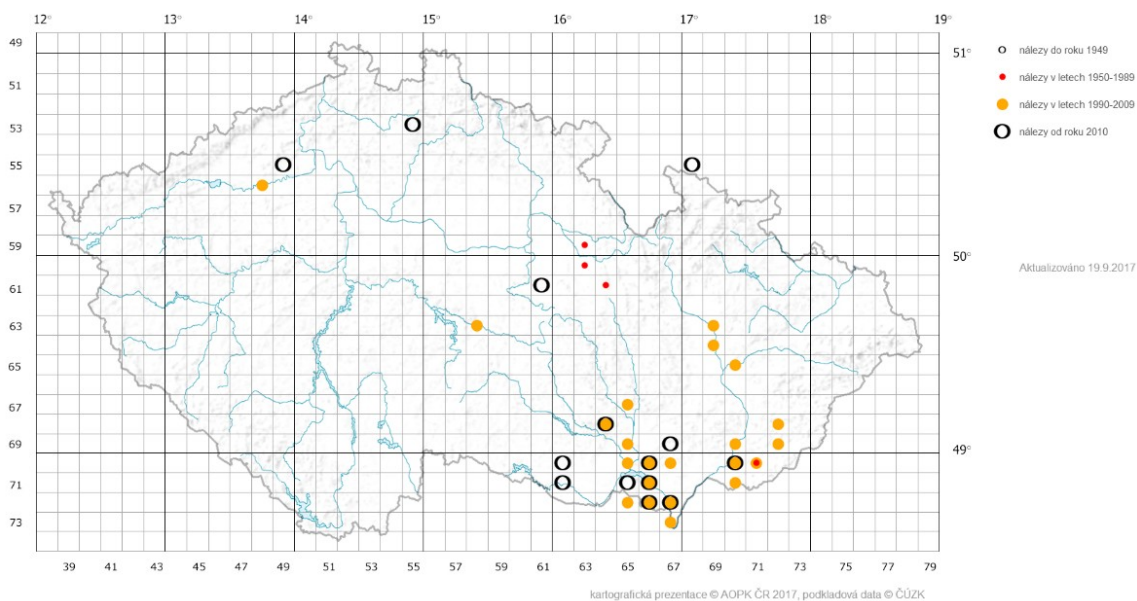 12° 13° 14° 15° 16° 17° 18° 19°
49
51° nálezy do roku 1949
nálezy v letech 1950-1989
51
nálezy v letech 1990-2009
53
nálezy od roku 2010
55
57
59
50°
Aktualizováno 19.9.2017
61
63
65
67
69
49°
71
73
39 41 43 45 47 49 51 53 55 57 59 61 63 65 67 69 71 73 75 77 79
kartografická prezentace © AOPK ČR 2017, podkladová data © ČÚZK